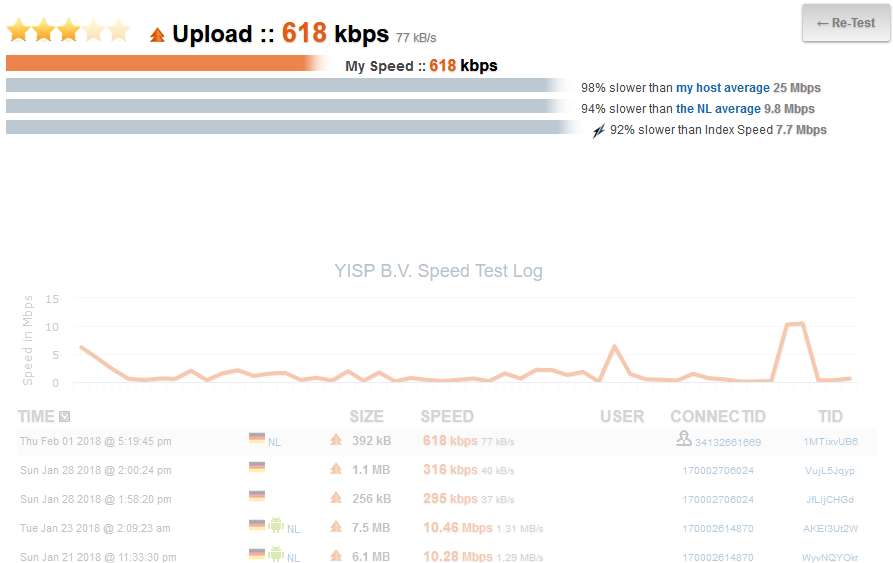 Upload :: 618 kbps 77 kB/s
← Re-Test
My Speed :: 618 kbps
98% slower than my host average 25 Mbps
94% slower than the NL average 9.8 Mbps
92% slower than Index Speed 7.7 Mbps
YISP B.V. Speed Test Log
Speed in Mbps
15
10
5
0
TIME SIZE SPEED USER CONNECTID TID
Thu Feb 01 2018 @ 5:19:45 pm NL 392 kB 618 kbps 77 kB/s 34132661669 1MTixvUB6
Sun Jan 28 2018 @ 2:00:24 pm 1.1 MB 316 kbps 40 kB/s 170002706024 VujL5Jqyp
Sun Jan 28 2018 @ 1:58:20 pm 256 kB 295 kbps 37 kB/s 170002706024 JfLijCHGd
Tue Jan 23 2018 @ 2:09:23 am NL 7.5 MB 10.46 Mbps 1.31 MB/s 170002614870 AKEI3Ut2W
Sun Jan 21 2018 @ 11:33:30 pm NL 6.1 MB 10.28 Mbps 1.29 MB/s 170002614870 WyvNQYOkr